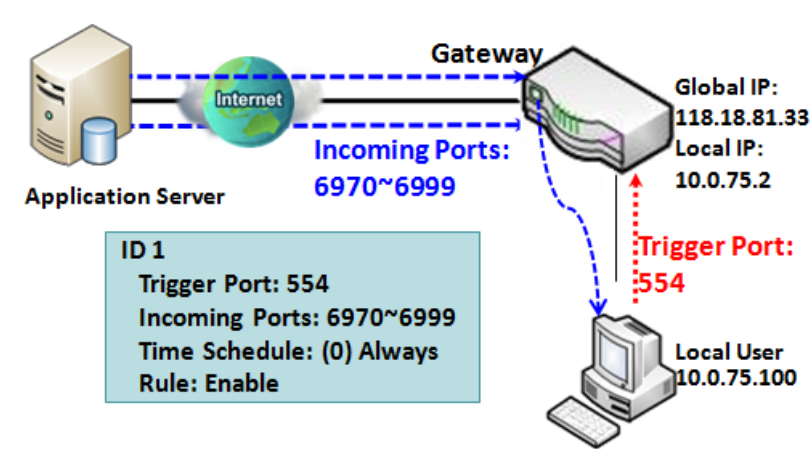 Gateway
Internet
Global IP:
118.18.81.33
Local IP:
10.0.75.2
Incoming Ports:
6970~6999
Application Server
Trigger Port:
554
ID 1
Trigger Port: 554
Incoming Ports: 6970~6999
Time Schedule: (0) Always
Rule: Enable
Local User
10.0.75.100